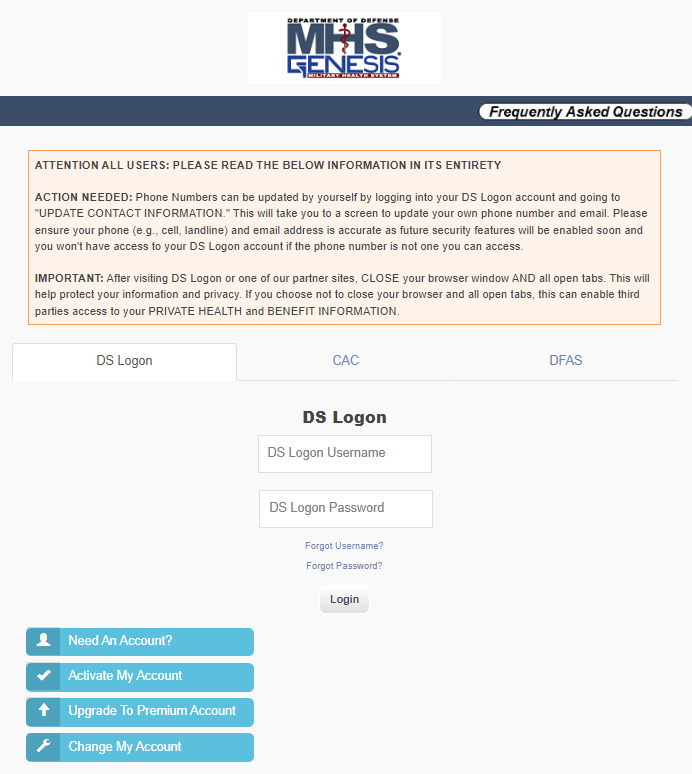 DEPARTMENT OF DEFENSE
MHS
GENESIS
MILITARY HEALTH SYSTEM
Frequently Asked Questions
ATTENTION ALL USERS: PLEASE READ THE BELOW INFORMATION IN ITS ENTIRETY
ACTION NEEDED: Phone Numbers can be updated by yourself by logging into your DS Logon account and going to
"UPDATE CONTACT INFORMATION." This will take you to a screen to update your own phone number and email. Please
ensure your phone (e.g., cell, landline) and email address is accurate as future security features will be enabled soon and
you won't have access to your DS Logon account if the phone number is not one you can access.
IMPORTANT: After visiting DS Logon or one of our partner sites, CLOSE your browser window AND all open tabs. This will
help protect your information and privacy. If you choose not to close your browser and all open tabs, this can enable third
parties access to your PRIVATE HEALTH and BENEFIT INFORMATION.
DS Logon
CAC
DFAS
DS Logon
DS Logon Username
DS Logon Password
Forgot Username?
Forgot Password?
Login
Need An Account?
Activate My Account
Upgrade To Premium Account
Change My Account